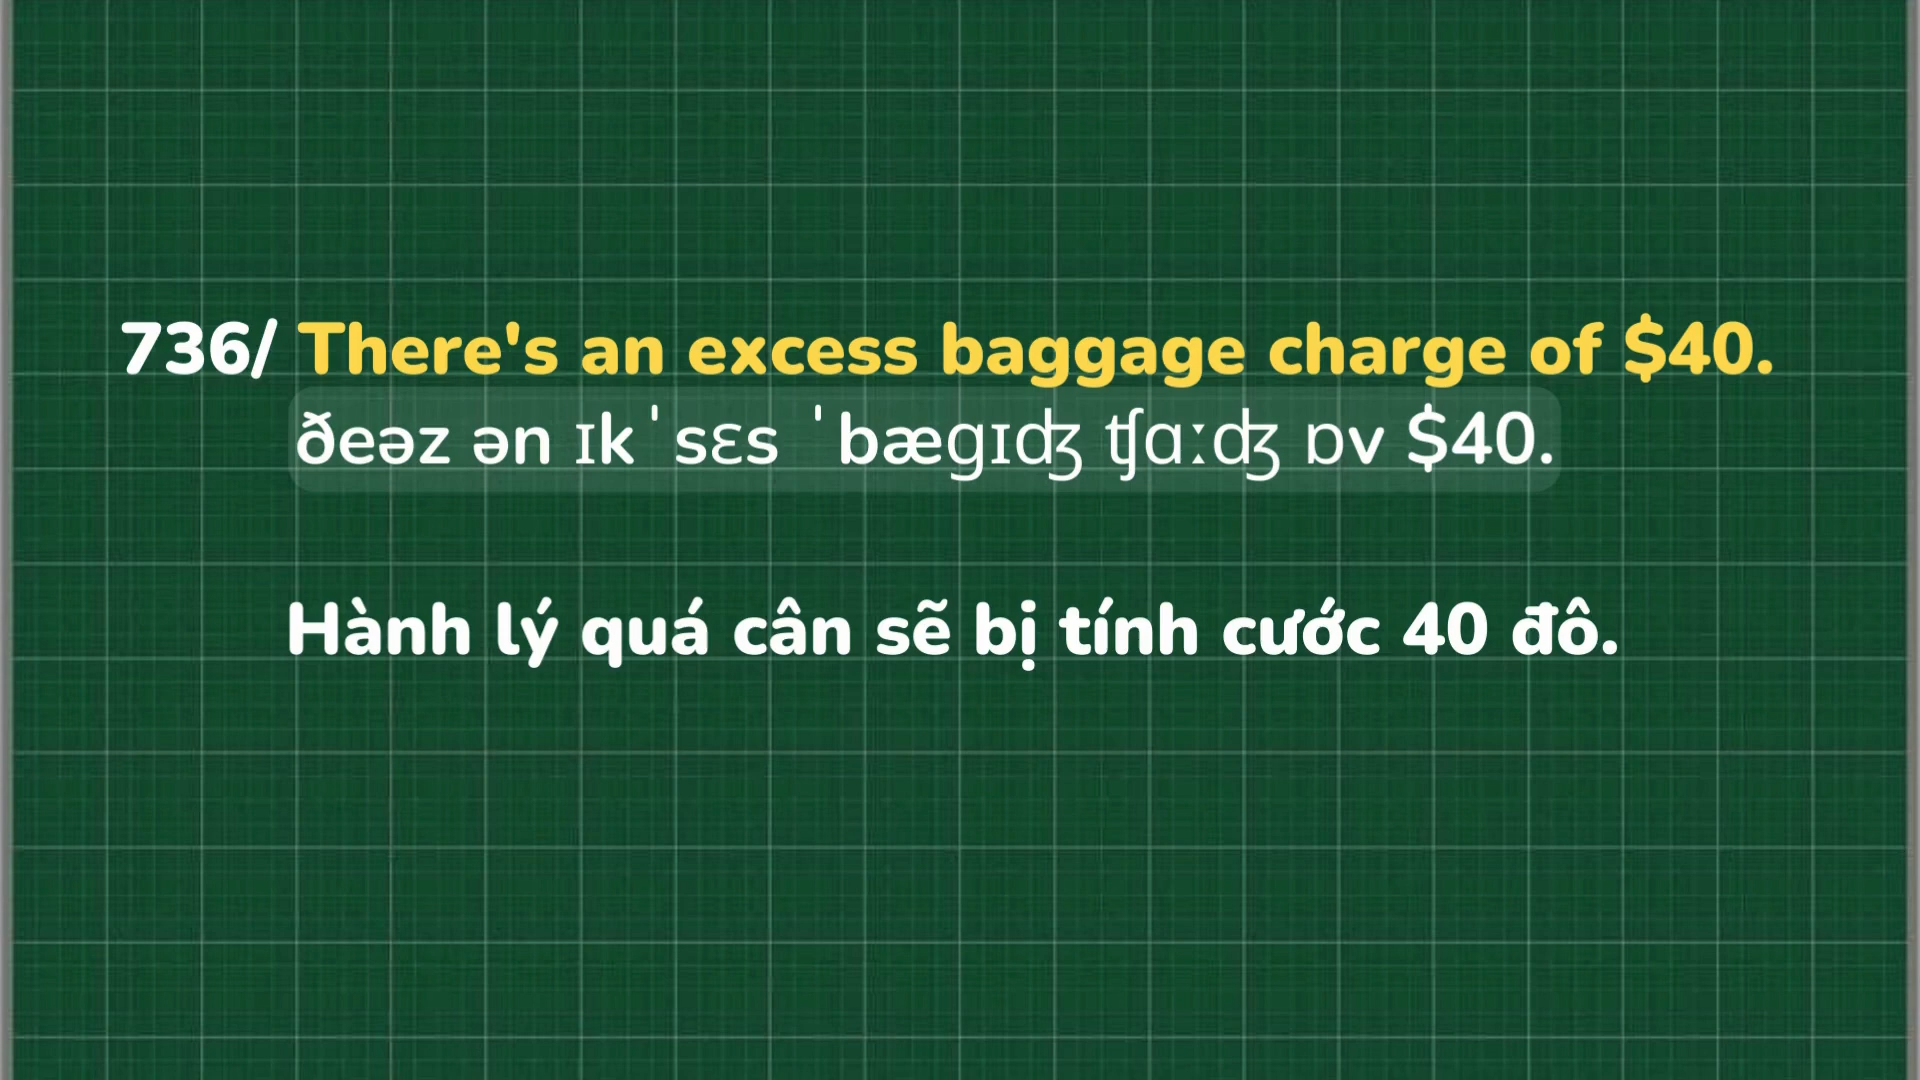 736/ There's an excess baggage charge of $40.
ðeəz ən ɪkˈsɛs ˈbægɪʤ ʧɑːʤ ɒv $40.
Hành lý quá cân sẽ bị tính cước 40 đô.